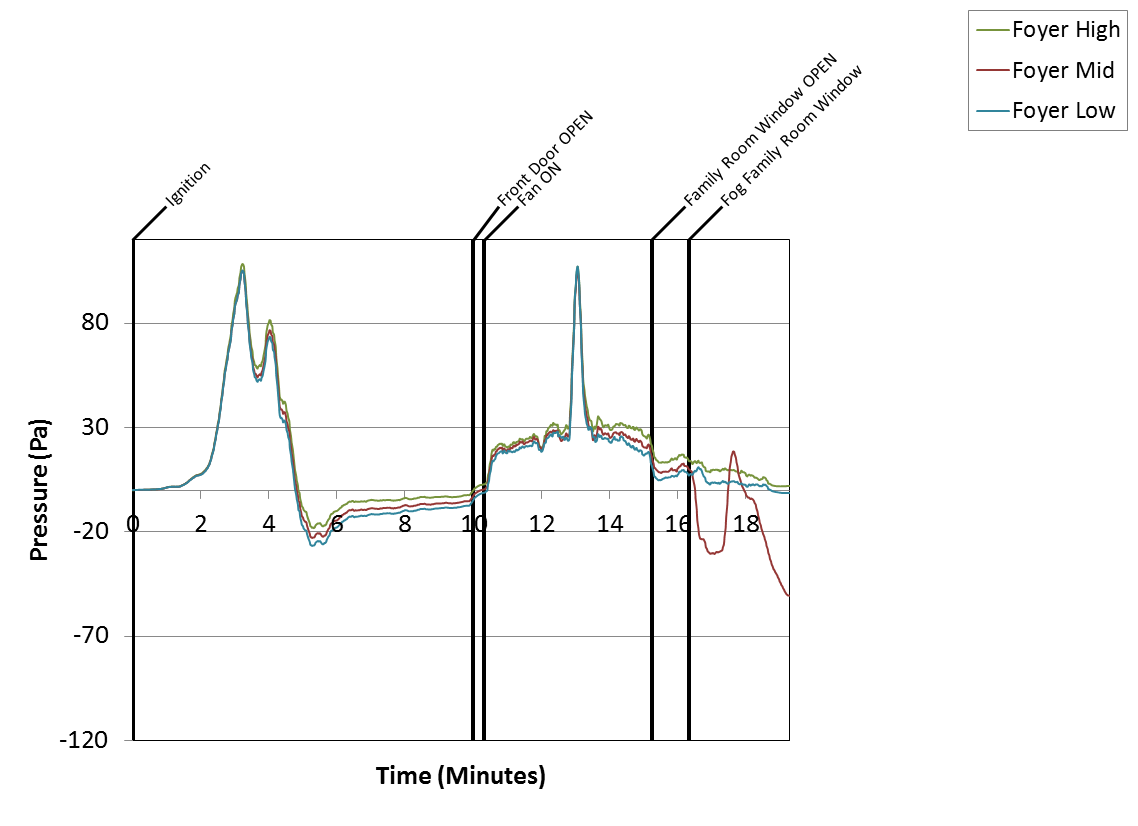 Foyer High
Foyer Mid
Foyer Low
Ignition
Front Door OPEN
Fan ON
Family Room Window OPEN
Fog Family Room Window
Pressure (Pa)
80
30
-20
-70
-120
0 2 4 6 8 10 12 14 16 18
Time (Minutes)